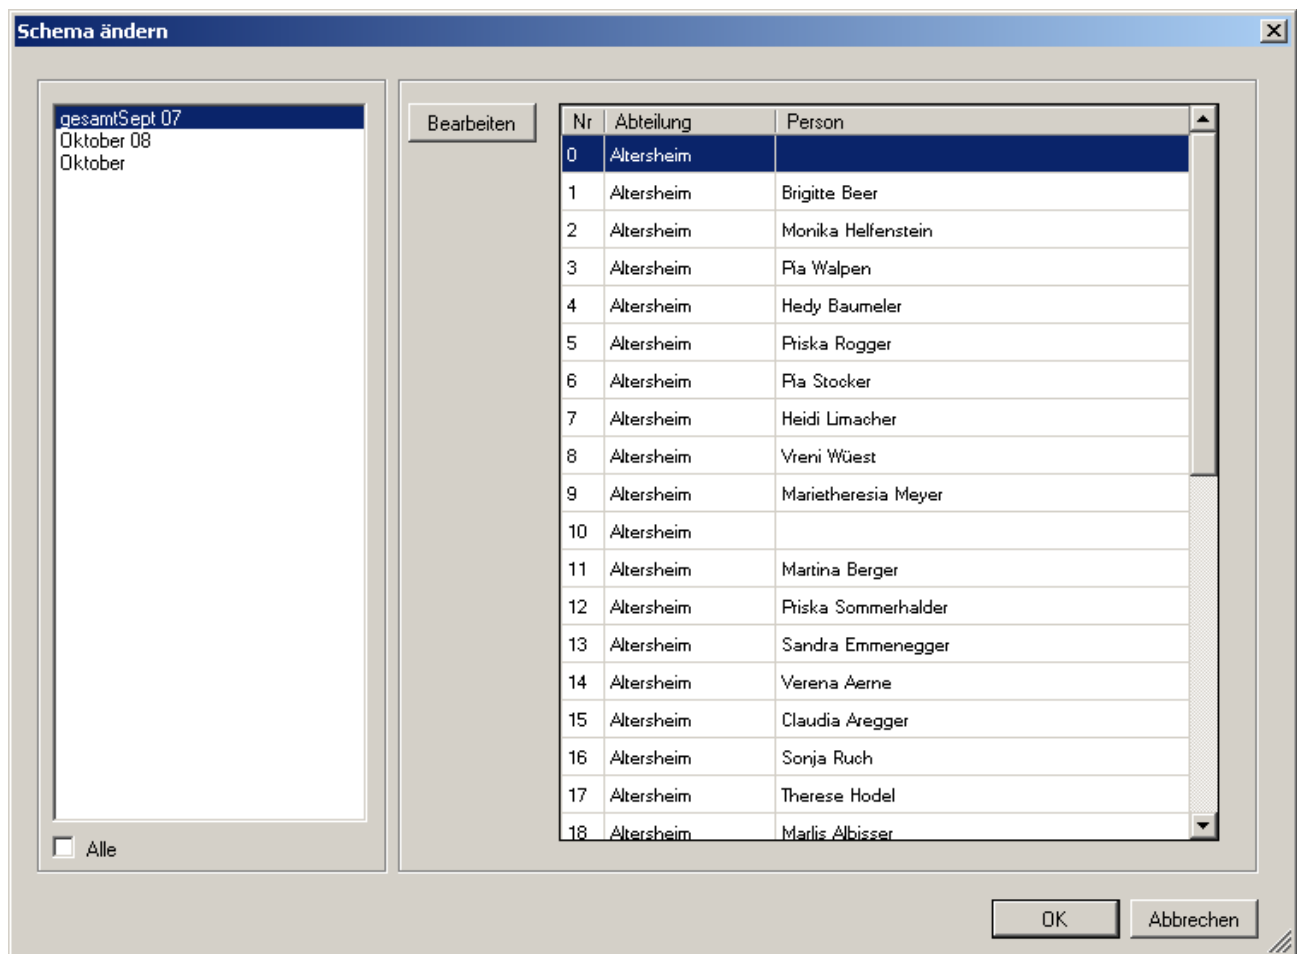 Schema ändern
gesamtSept 07
Oktober 08
Oktober
Alle
Bearbeiten
Nr Abteilung Person
0 Altersheim
1 Altersheim Brigitte Beer
2 Altersheim Monika Helfenstein
3 Altersheim Pia Walpen
4 Altersheim Hedy Baumeler
5 Altersheim Priska Rogger
6 Altersheim Pia Stocker
7 Altersheim Heidi Limacher
8 Altersheim Vreni Wüest
9 Altersheim Marietheresia Meyer
10 Altersheim
11 Altersheim Martina Berger
12 Altersheim Priska Sommerhalder
13 Altersheim Sandra Emmenegger
14 Altersheim Verena Aerne
15 Altersheim Claudia Aregger
16 Altersheim Sonja Ruch
17 Altersheim Therese Hodel
18 Altersheim Marlis Albisser
OK Abbrechen